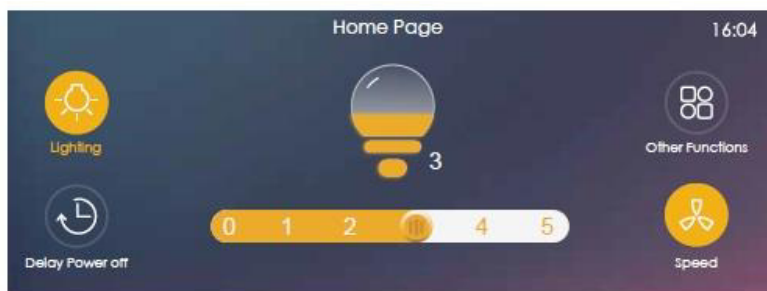 Home Page
16:04
Lighting
Other Functions
3
0 1 2 4 5
Delay Power off
Speed